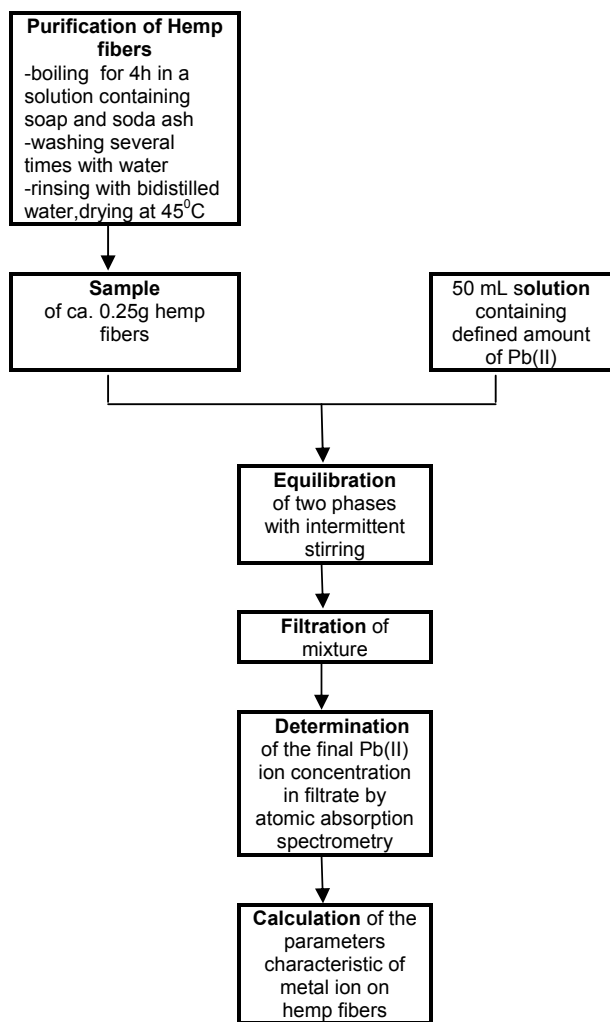 Purification of Hemp
fibers
-boiling for 4h in a
solution containing
soap and soda ash
-washing several
times with water
-rinsing with bidistilled
water,drying at 45⁰C
Sample
of ca. 0.25g hemp
fibers
50 mL solution
containing
defined amount
of Pb(II)
Equilibration
of two phases
with intermittent
stirring
Filtration of
mixture
Determination
of the final Pb(II)
ion concentration
in filtrate by
atomic absorption
spectrometry
Calculation of the
parameters
characteristic of
metal ion on
hemp fibers